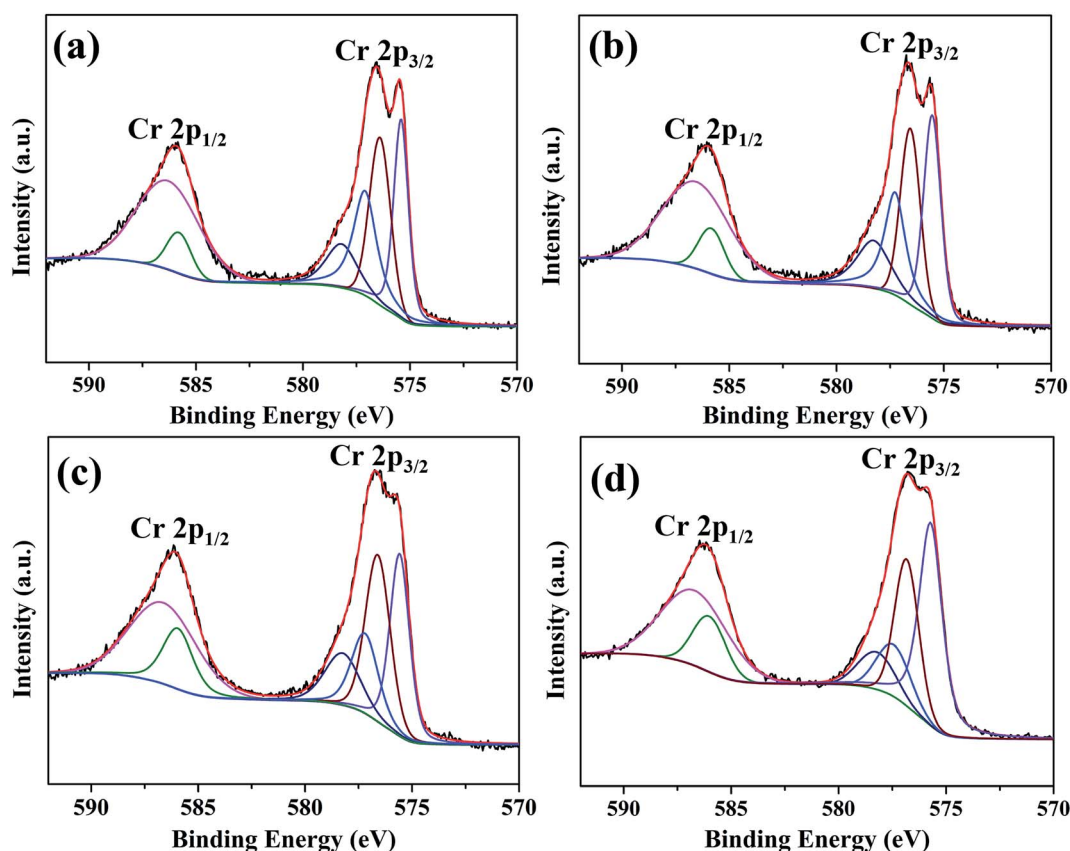 (a)
Cr 2p3/2
Cr 2p1/2
Intensity (a.u.)
590 585 580 575 570
Binding Energy (eV)
(b)
Cr 2p3/2
Cr 2p1/2
Intensity (a.u.)
590 585 580 575 570
Binding Energy (eV)
(c)
Cr 2p3/2
Cr 2p1/2
Intensity (a.u.)
590 585 580 575 570
Binding Energy (eV)
(d)
Cr 2p3/2
Cr 2p1/2
Intensity (a.u.)
590 585 580 575 570
Binding Energy (eV)